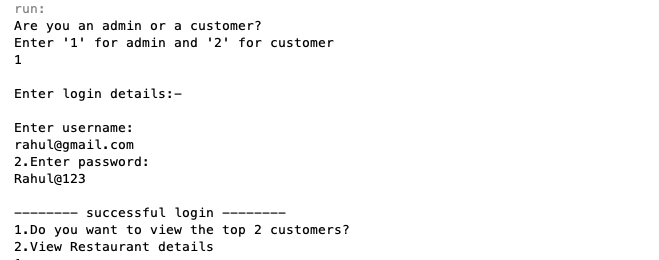 run:
Are you an admin or a customer?
Enter '1' for admin and '2' for customer
1
Enter login details:-
Enter username:
rahul@gmail.com
2.Enter password:
Rahul@123
-------- successful login --------
1.Do you want to view the top 2 customers?
2.View Restaurant details